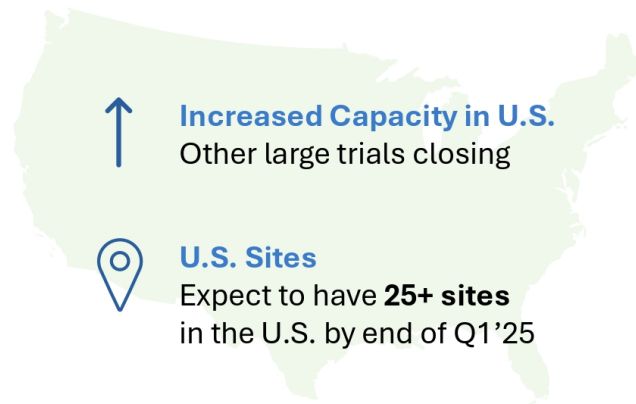 Increased Capacity in U.S.
Other large trials closing
U.S. Sites
Expect to have 25+ sites
in the U.S. by end of Q1’25